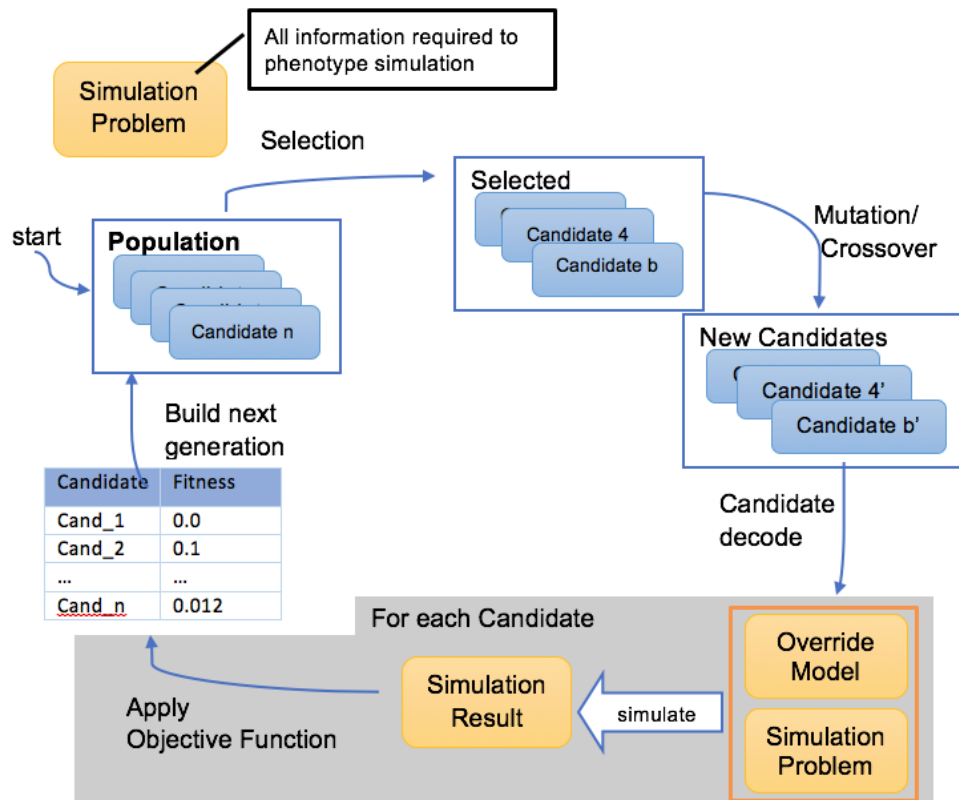 All information required to
phenotype simulation
Simulation
Problem
Selection
Selected
Candidate 4
Candidate b
Mutation/
Crossover
start
Population
Candidate n
New Candidates
Candidate 4’
Candidate b’
Build next
generation
Candidate Fitness
Cand_1 0.0
Cand_2 0.1
... ...
Cand_n 0.012
Candidate
decode
For each Candidate
Override
Model
Simulation
Problem
simulate
Simulation
Result
Apply
Objective Function